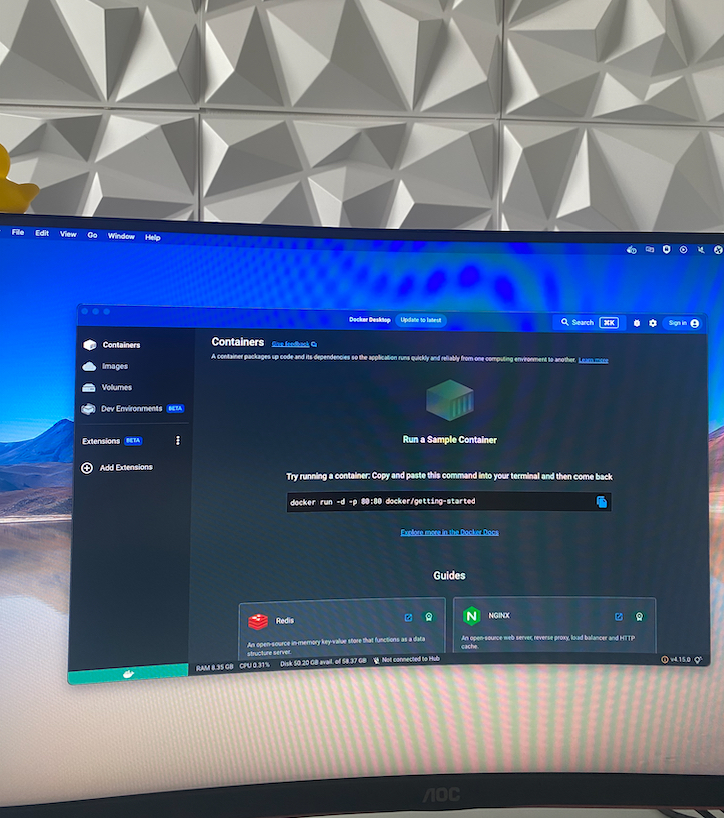 File Edit View Go Window Help
Docker Desktop Update to latest Search ⌘K Sign in
Containers
Images
Volumes
Dev Environments BETA
Extensions BETA
Add Extensions
Containers Give feedback
A container packages up code and its dependencies so the application runs quickly and reliably from one computing environment to another. Learn more
Run a Sample Container
Try running a container: Copy and paste this command into your terminal and then come back
docker run -d -p 80:80 docker/getting-started
Explore more in the Docker Docs
Guides
Redis
An open-source in-memory key-value store that functions as a data
structure server.
NGINX
An open-source web server, reverse proxy, load balancer and HTTP
cache.
RAM 8.35 GB CPU 0.31% Disk 50.20 GB avail. of 58.37 GB Not connected to Hub v4.15.0
AOC